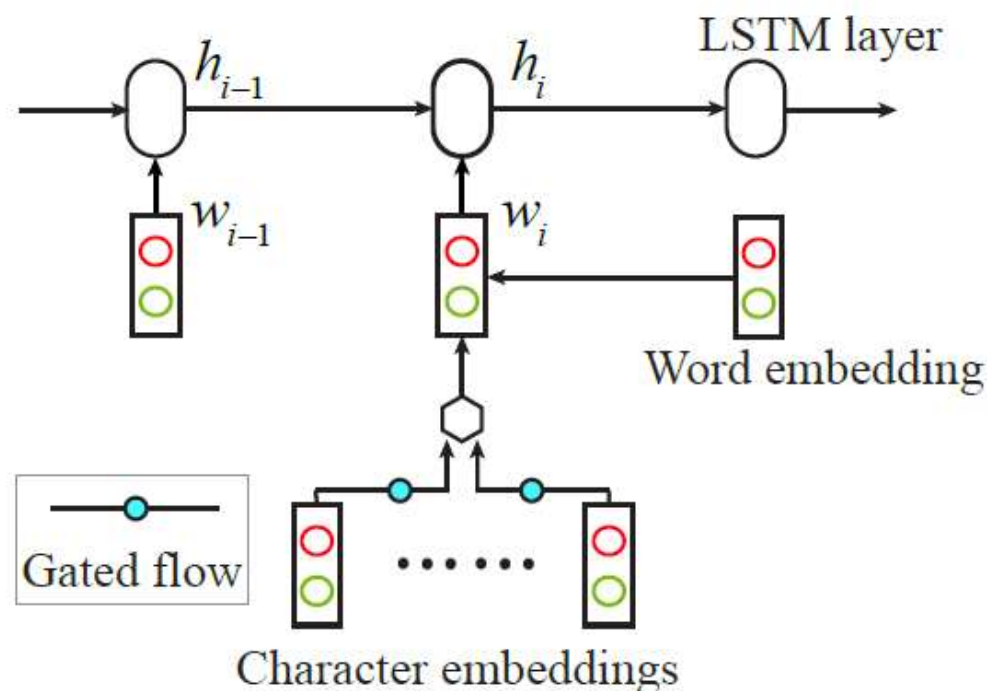 LSTM layer
h_{i-1}
h_i
w_{i-1}
w_i
Word embedding
Gated flow
Character embeddings